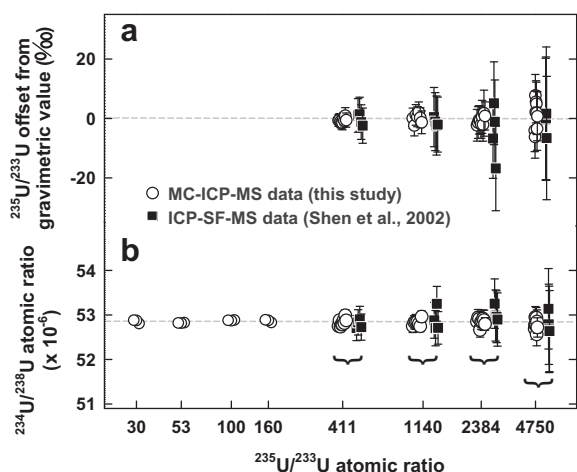 a
²³⁵U/²³³U offset from
gravimetric value (‰)
20
0
-20
MC-ICP-MS data (this study)
ICP-SF-MS data (Shen et al., 2002)
b
²³⁴U/²³⁸U atomic ratio
(x 10⁻⁶)
54
53
52
51
30 53 100 160 411 1140 2384 4750
²³⁵U/²³³U atomic ratio